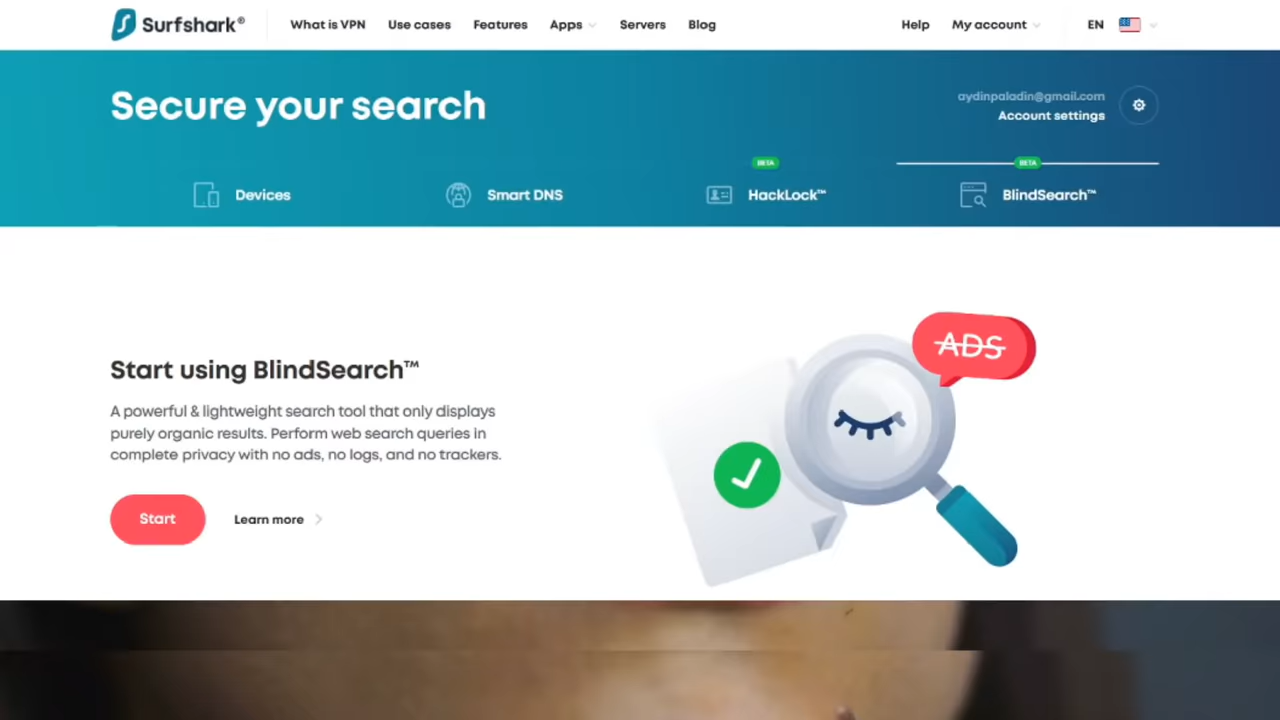 Surfshark®
What is VPN
Use cases
Features
Apps
Servers
Blog
Help
My account
EN
Secure your search
aydinpaladin@gmail.com
Account settings
Devices
Smart DNS
BETA
HackLock™
BETA
BlindSearch™
Start using BlindSearch™
A powerful & lightweight search tool that only displays
purely organic results. Perform web search queries in
complete privacy with no ads, no logs, and no trackers.
Start
Learn more
ADS